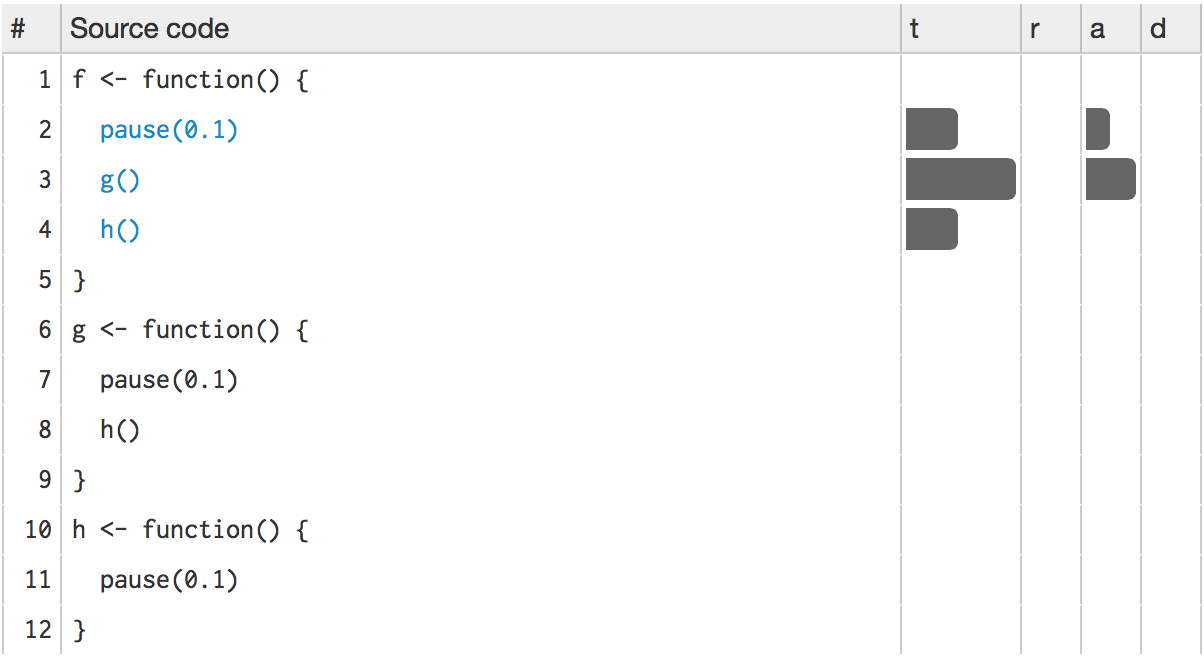 # Source code t r a d
1 f <- function() {
2   pause(0.1)
3   g()
4   h()
5 }
6 g <- function() {
7   pause(0.1)
8   h()
9 }
10 h <- function() {
11   pause(0.1)
12 }